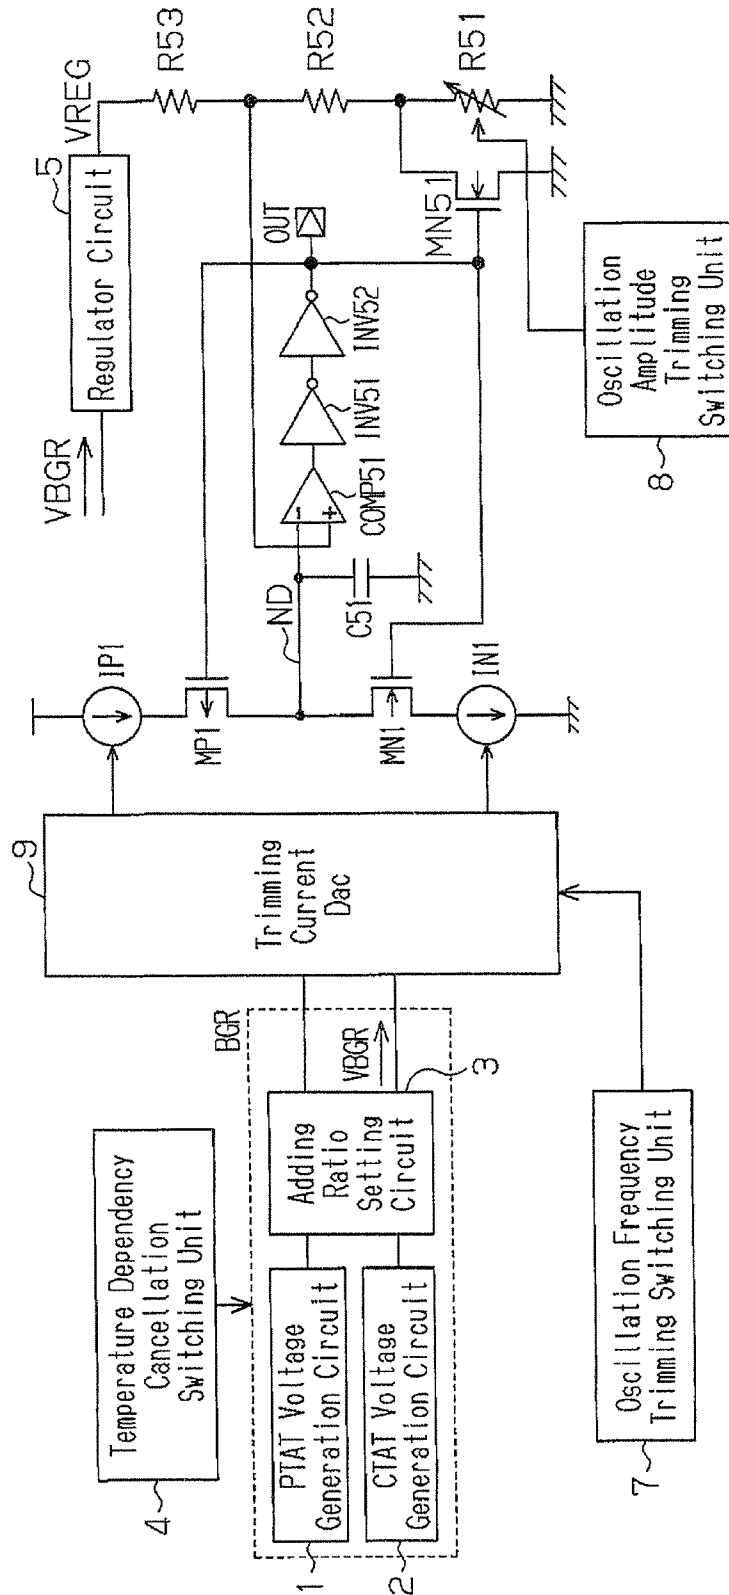 4
Temperature Dependency
Cancellation
Switching Unit
BGR
1
PTAT Voltage
Generation Circuit
2
CTAT Voltage
Generation Circuit
Adding
Ratio
Setting
Circuit
3
VBGR
7
Oscillation Frequency
Trimming Switching Unit
9
Trimming
Current
Dac
IP1
MP1
ND
MN1
IN1
C51
-
+
COMP51
INV51
INV52
OUT
VBGR
5
Regulator Circuit
VREG
R53
R52
R51
MN51
8
Oscillation
Amplitude
Trimming
Switching Unit